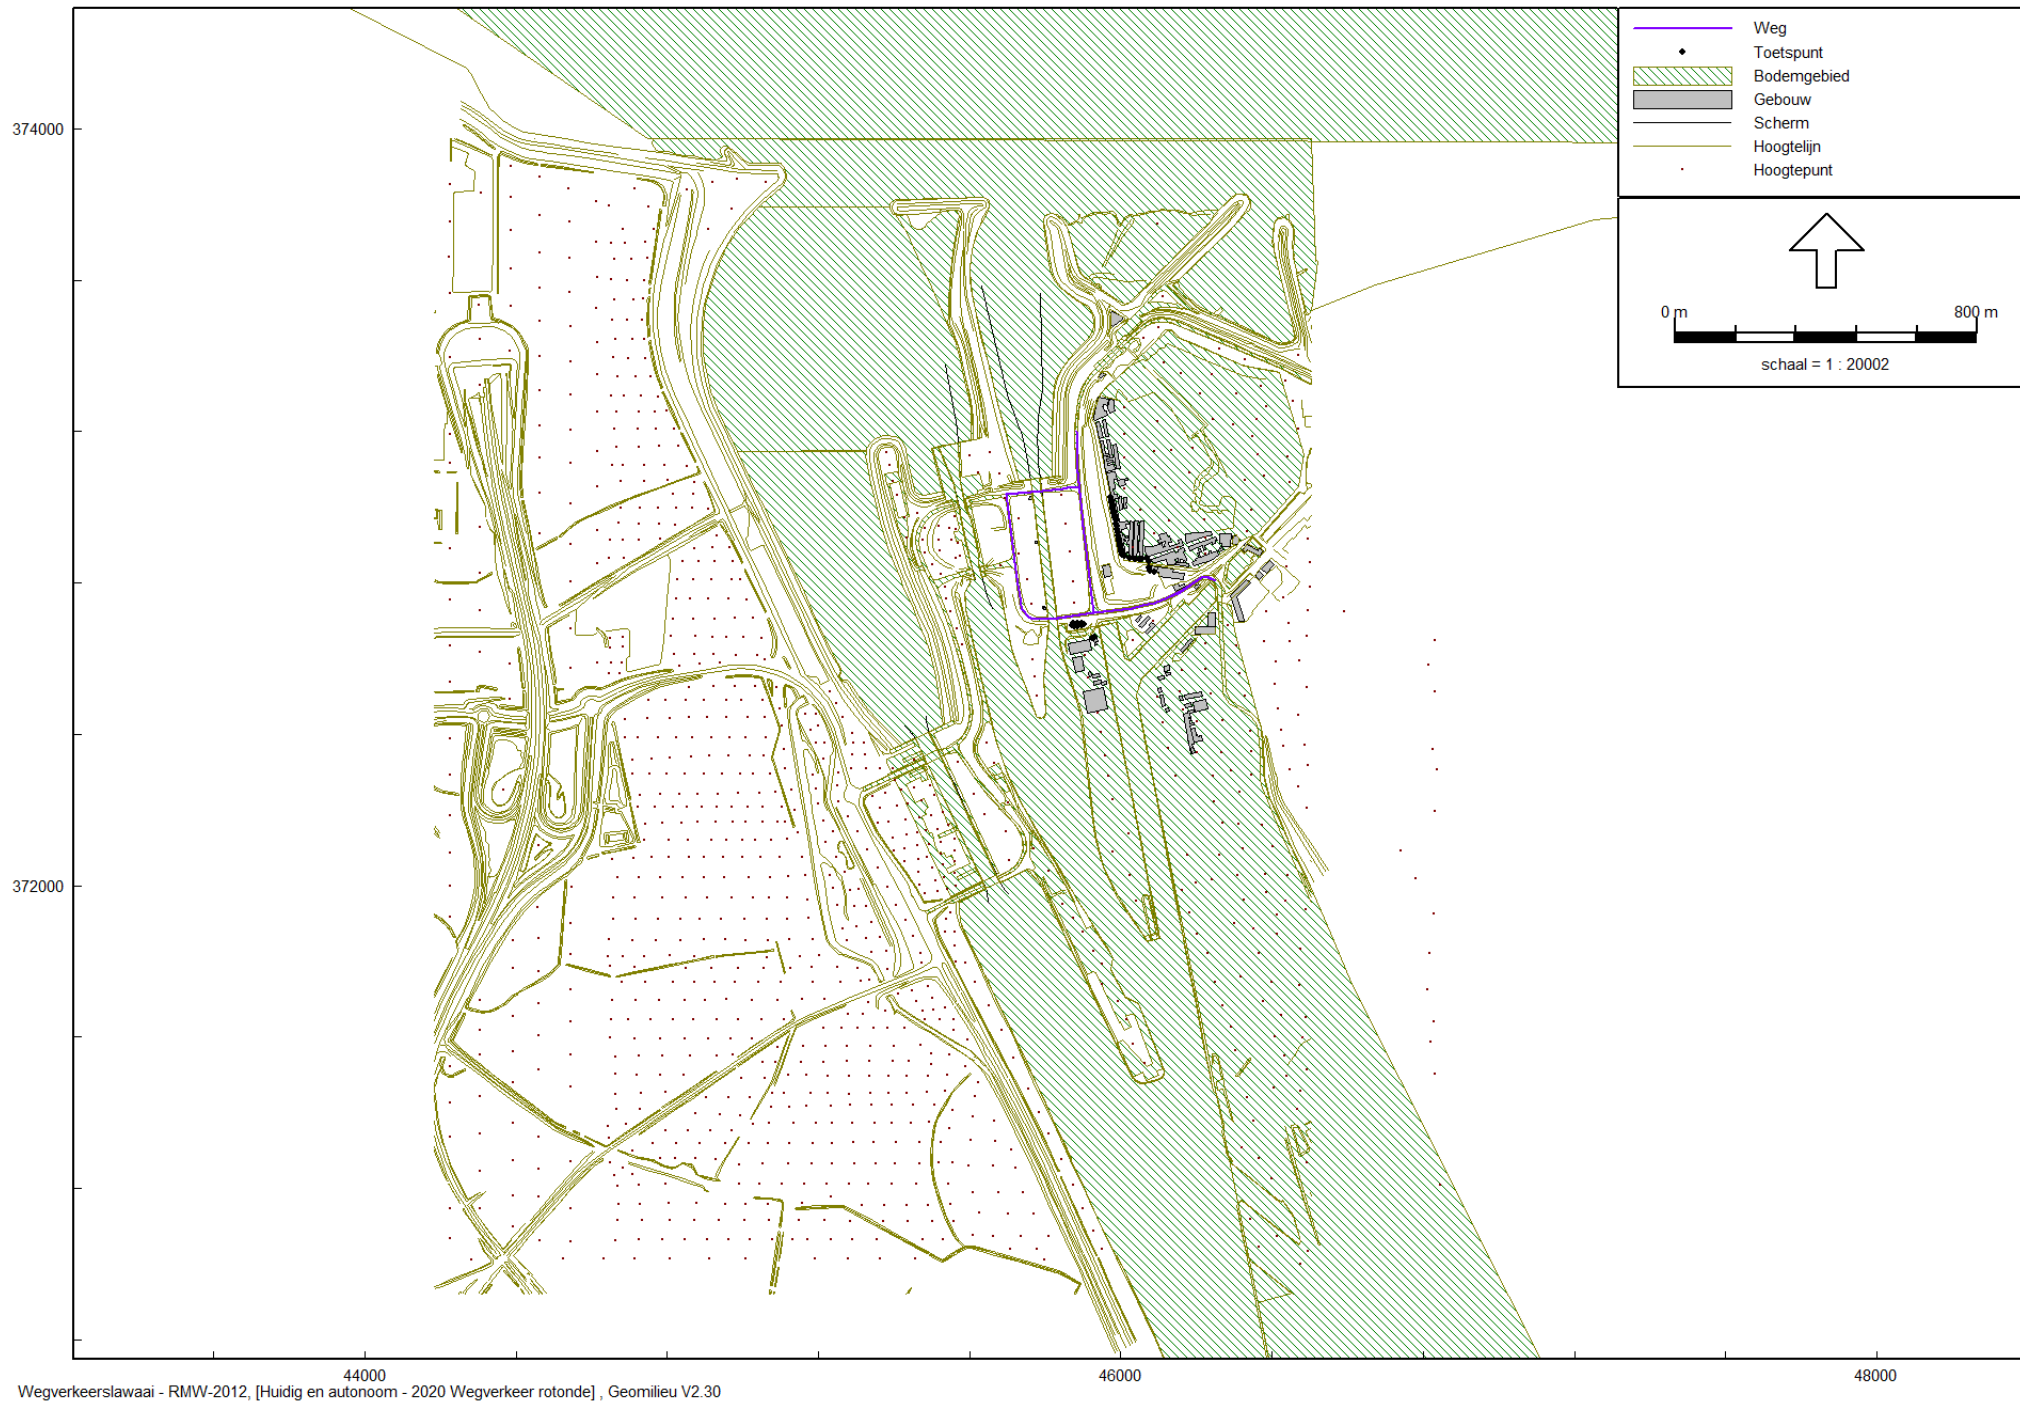 Weg
Toetspunt
Bodemgebied
Gebouw
Scherm
Hoogtelijn
Hoogtepunt
0 m 800 m
schaal = 1 : 20002
374000
372000
44000 46000 48000
Wegverkeerslawaai - RMW-2012, [Huidig en autonoom - 2020 Wegverkeer rotonde] , Geomilieu V2.30